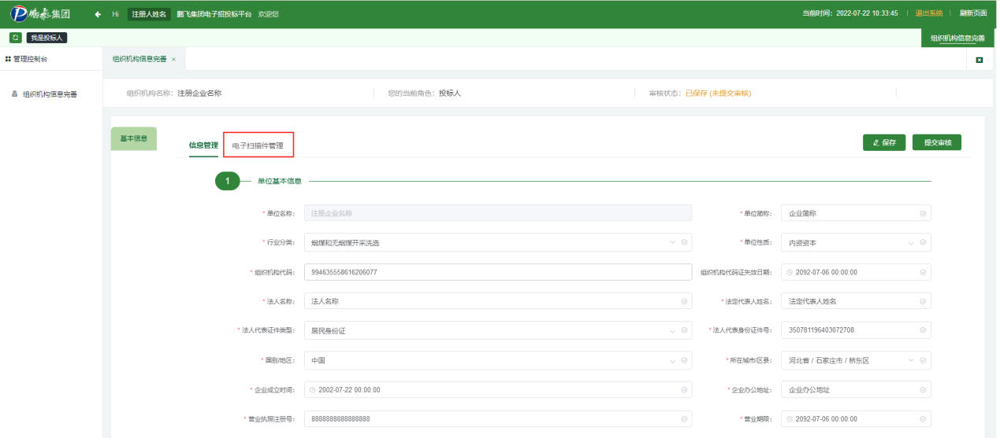 鹏飞集团 Hi 注册人姓名 鹏飞集团电子招投标平台 欢迎您 当前时间：2022-07-22 10:33:45 退出系统 刷新页面
我是投标人 组织机构信息完善
管理控制台 组织机构信息完善 ×
组织机构信息完善 组织机构名称：注册企业名称 您的当前角色：投标人 审核状态：已保存 (未提交审核)
基本信息 信息管理 电子扫描件管理 保存 提交审核
1 单位基本信息
* 单位名称： 注册企业名称 * 单位简称： 企业简称
* 行业分类： 烟煤和无烟煤开采洗选 * 单位性质： 内资资本
* 组织机构代码： 994635558616206077 组织机构代码证失效日期： 2092-07-06 00:00:00
* 法人名称： 法人名称 * 法定代表人姓名： 法定代表人姓名
* 法人代表证件类型： 居民身份证 * 法人代表身份证件号： 350781196403072708
* 国别/地区： 中国 * 所在城市/区县： 河北省 / 石家庄市 / 桥东区
* 企业成立时间： 2002-07-22 00:00:00 * 企业办公地址： 企业办公地址
* 营业执照注册号： 8888888888888888 * 营业期限： 2092-07-06 00:00:00